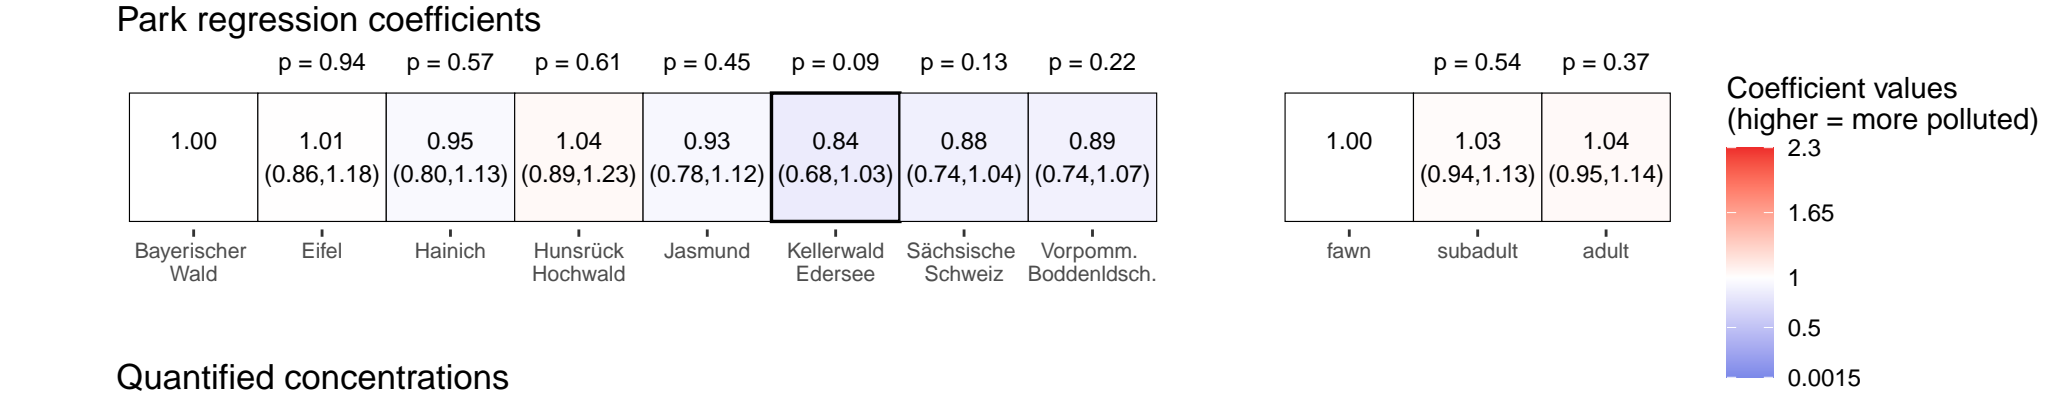 Park regression coefficients
p = 0.94 p = 0.57 p = 0.61 p = 0.45 p = 0.09 p = 0.13 p = 0.22 p = 0.54 p = 0.37
1.00 1.01 0.95 1.04 0.93 0.84 0.88 0.89 1.00 1.03 1.04
(0.86,1.18) (0.80,1.13) (0.89,1.23) (0.78,1.12) (0.68,1.03) (0.74,1.04) (0.74,1.07) (0.94,1.13) (0.95,1.14)
Bayerischer Eifel Hainich Hunsrück Jasmund Kellerwald Sächsische Vorpomm. fawn subadult adult
Wald Hochwald Edersee Schweiz Boddenldsch.
Coefficient values
(higher = more polluted)
2.3
1.65
1
0.5
0.0015
Quantified concentrations